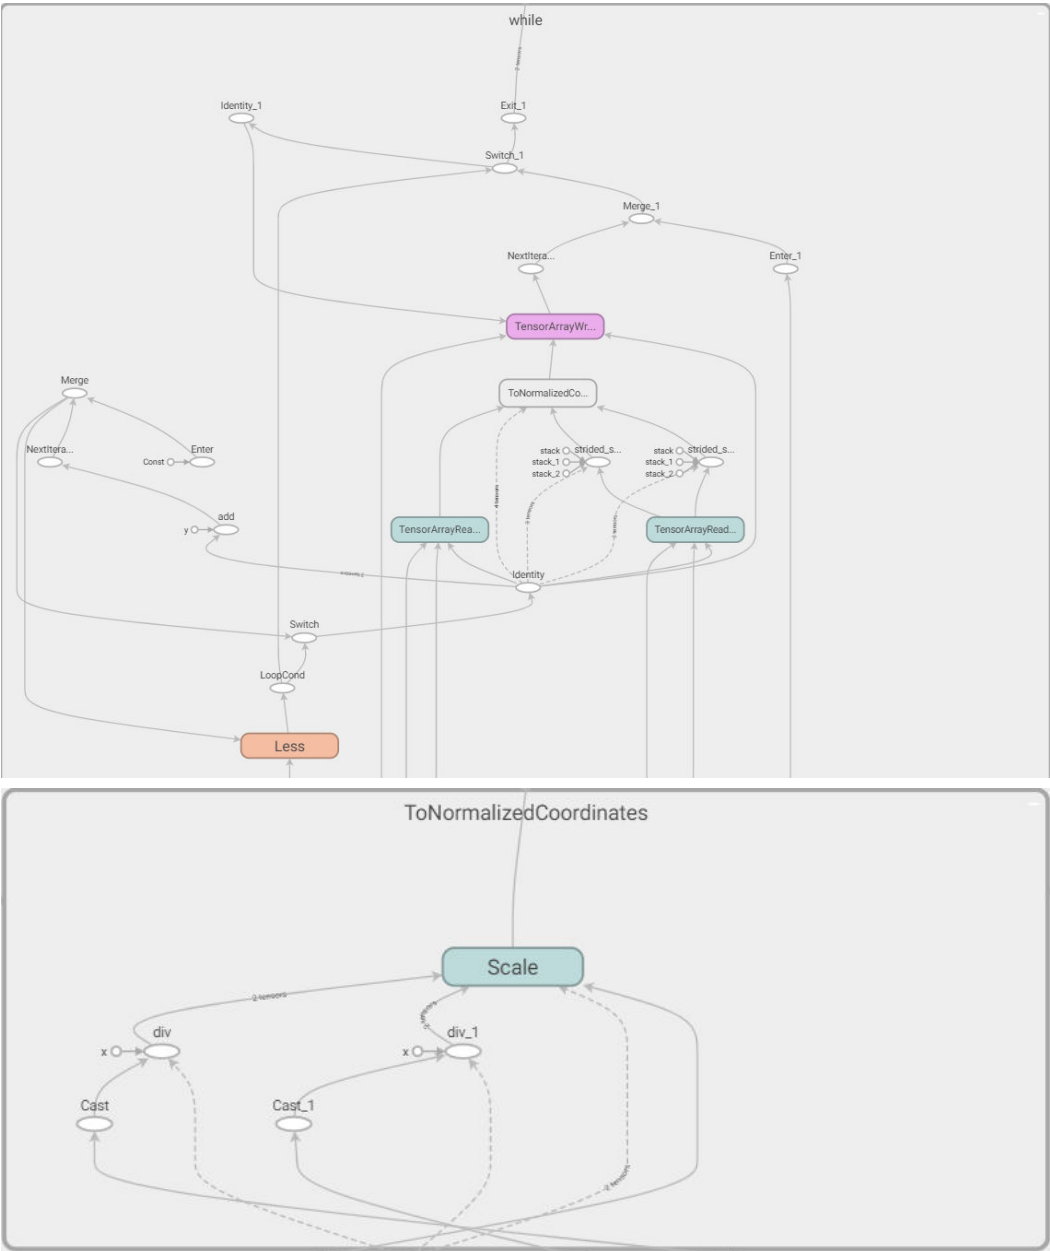 while
2 tensors
Identity_1
Exit_1
Switch_1
Merge_1
NextItera...
Enter_1
TensorArrayWr...
Merge
ToNormalizedCo...
NextItera...
Const
Enter
stack
strided_s...
stack
strided_s...
stack_1
stack_1
stack_2
stack_2
add
y
TensorArrayRea...
TensorArrayRead...
Identity
Switch
LoopCond
Less
ToNormalizedCoordinates
Scale
2 tensors
div
div_1
x
x
Cast
Cast_1
2 tensors